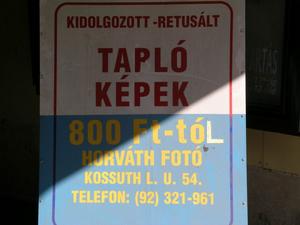 KIDOLGOZOTT -RETUSÁLT
TAPLÓ
KÉPEK
800 Ft-tóL
HORVÁTH FOTÓ
KOSSUTH L. U. 54.
TELEFON: (92) 321-961